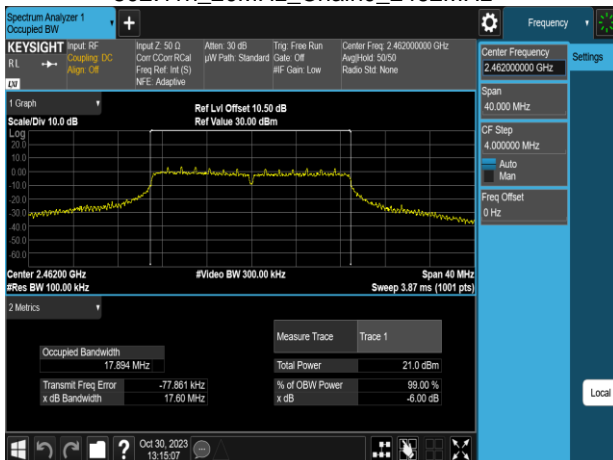 Spectrum Analyzer 1
Occupied BW
Frequency
KEYSIGHT
RL
LXI
Input: RF
Coupling: DC
Align: Off
Input Z: 50 Ω
Corr CCorr RCal
Freq Ref: Int (S)
NFE: Adaptive
Atten: 30 dB
µW Path: Standard
Trig: Free Run
Gate: Off
#IF Gain: Low
Center Freq: 2.462000000 GHz
Avg|Hold: 50/50
Radio Std: None
Center Frequency
2.462000000 GHz
Settings
Span
40.000 MHz
CF Step
4.000000 MHz
Auto
Man
Freq Offset
0 Hz
1 Graph
Scale/Div 10.0 dB
Ref Lvl Offset 10.50 dB
Ref Value 30.00 dBm
Log
20.0
10.0
0.00
-10.0
-20.0
-30.0
-40.0
-50.0
-60.0
Center 2.46200 GHz
#Res BW 100.00 kHz
#Video BW 300.00 kHz
Span 40 MHz
Sweep 3.87 ms (1001 pts)
2 Metrics
Measure Trace Trace 1
Occupied Bandwidth
17.894 MHz
Total Power 21.0 dBm
Transmit Freq Error -77.861 kHz
% of OBW Power 99.00 %
x dB Bandwidth 17.60 MHz
x dB -6.00 dB
Local
?
Oct 30, 2023
13:15:07